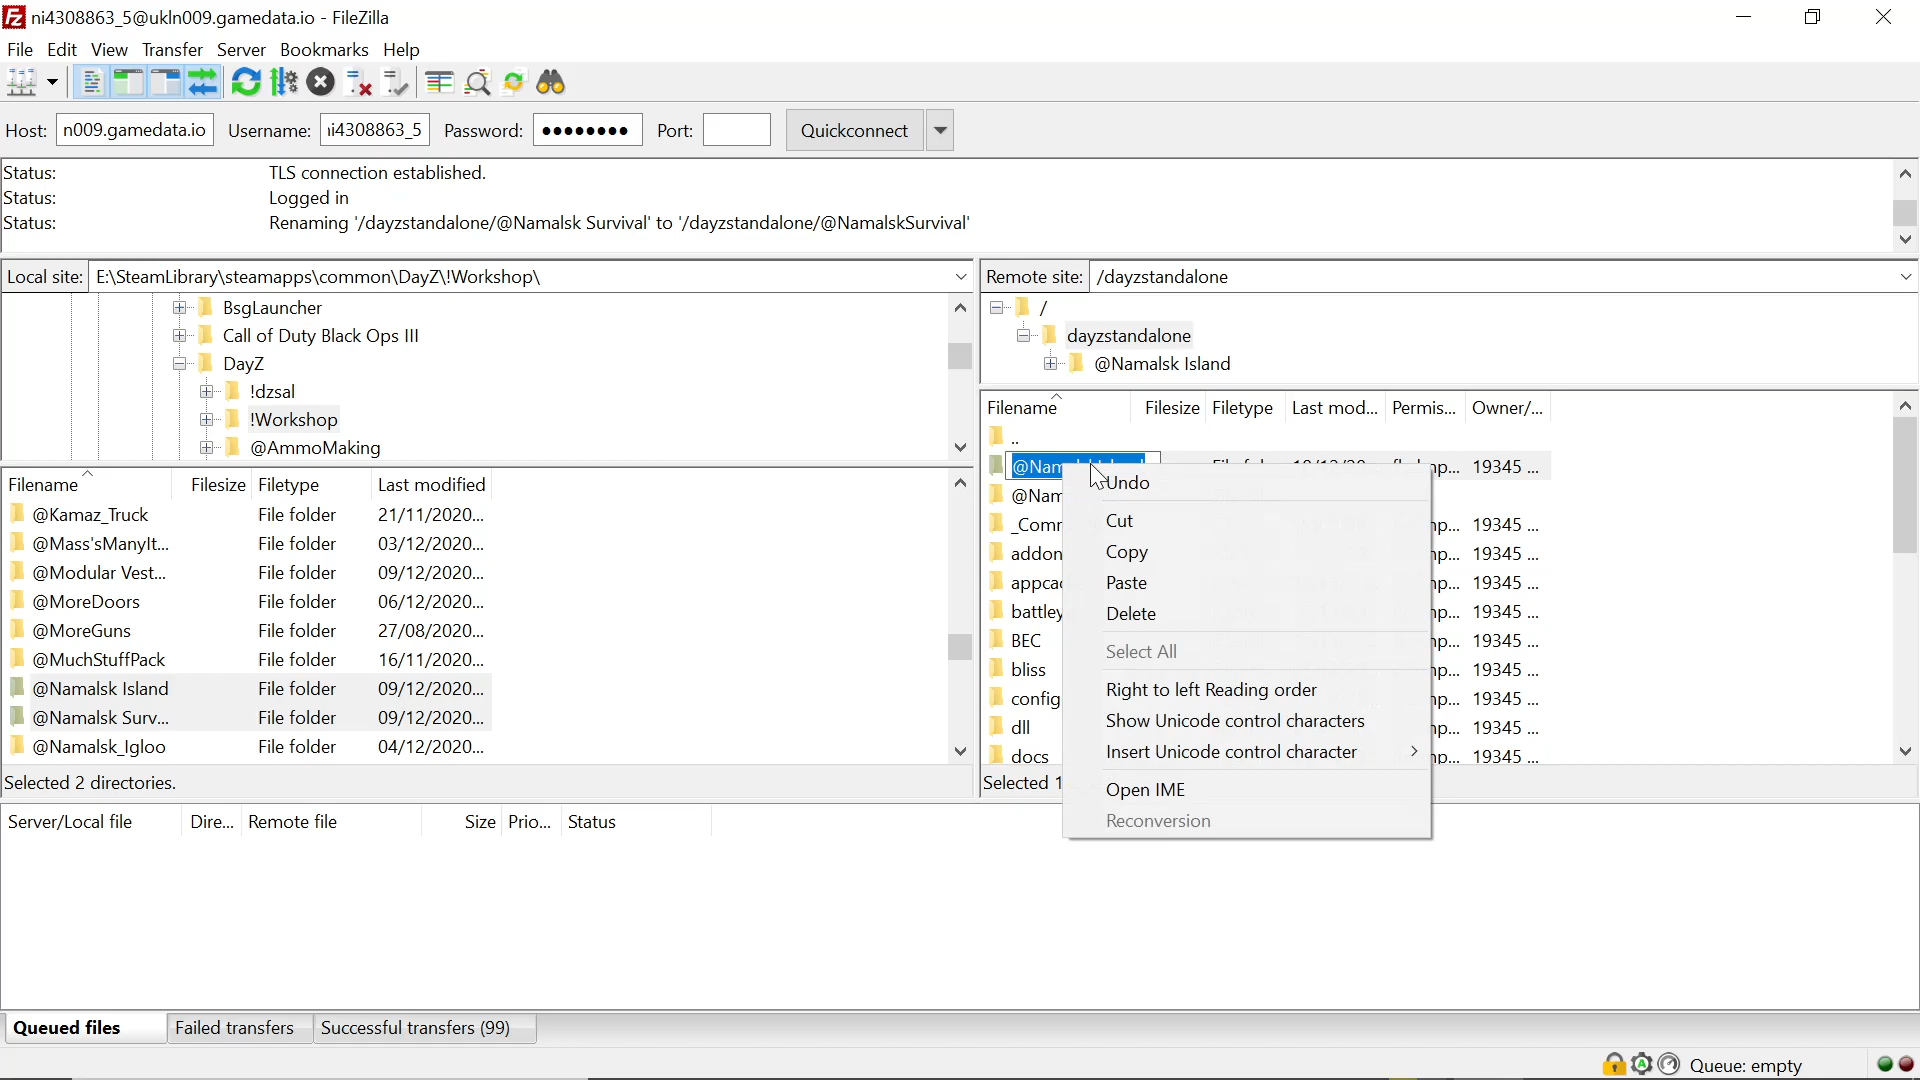 ni4308863_5@ukln009.gamedata.io - FileZilla
File Edit View Transfer Server Bookmarks Help
Host: n009.gamedata.io Username: ni4308863_5 Password: ●●●●●●●● Port: Quickconnect
Status: TLS connection established.
Status: Logged in
Status: Renaming '/dayzstandalone/@Namalsk Survival' to '/dayzstandalone/@NamalskSurvival'
Local site: E:\SteamLibrary\steamapps\common\DayZ\!Workshop\
BsgLauncher
Call of Duty Black Ops III
DayZ
!dzsal
!Workshop
@AmmoMaking
Filename Filesize Filetype Last modified
@Kamaz_Truck File folder 21/11/2020...
@Mass'sManyIt... File folder 03/12/2020...
@Modular Vest... File folder 09/12/2020...
@MoreDoors File folder 06/12/2020...
@MoreGuns File folder 27/08/2020...
@MuchStuffPack File folder 16/11/2020...
@Namalsk Island File folder 09/12/2020...
@Namalsk Surv... File folder 09/12/2020...
@Namalsk_Igloo File folder 04/12/2020...
Selected 2 directories.
Remote site: /dayzstandalone
/
dayzstandalone
@Namalsk Island
Filename Filesize Filetype Last mod... Permis... Owner/...
..
@Nam 19345 ...
@Nam
_Comm 19345 ...
addon 19345 ...
appcac 19345 ...
battley 19345 ...
BEC 19345 ...
bliss 19345 ...
config 19345 ...
dll 19345 ...
docs 19345 ...
Selected 1
Undo
Cut
Copy
Paste
Delete
Select All
Right to left Reading order
Show Unicode control characters
Insert Unicode control character
Open IME
Reconversion
Server/Local file Dire... Remote file Size Prio... Status
Queued files Failed transfers Successful transfers (99)
Queue: empty